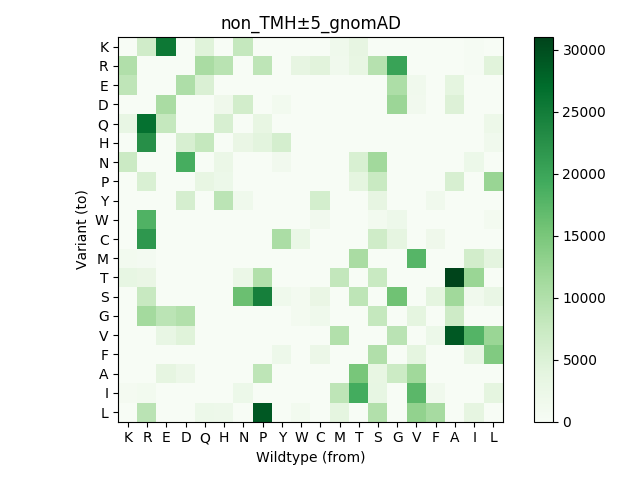 non_TMH±5_gnomAD
Variant (to)
K
R
E
D
Q
H
N
P
Y
W
C
M
T
S
G
V
F
A
I
L
K R E D Q H N P Y W C M T S G V F A I L
Wildtype (from)
30000
25000
20000
15000
10000
5000
0